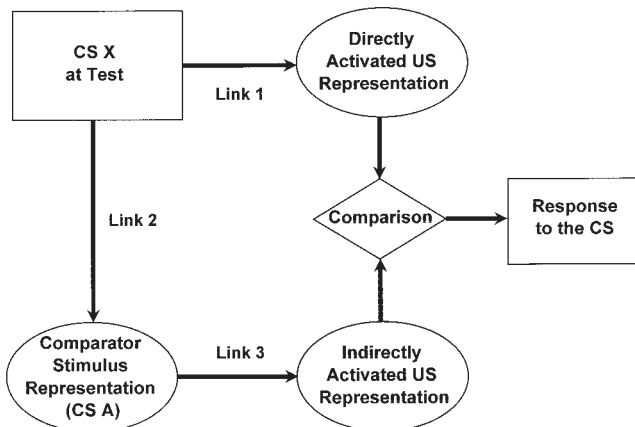 CS X
at Test
Link 1
Directly
Activated US
Representation
Link 2
Comparison
Response
to the CS
Comparator
Stimulus
Representation
(CS A)
Link 3
Indirectly
Activated US
Representation